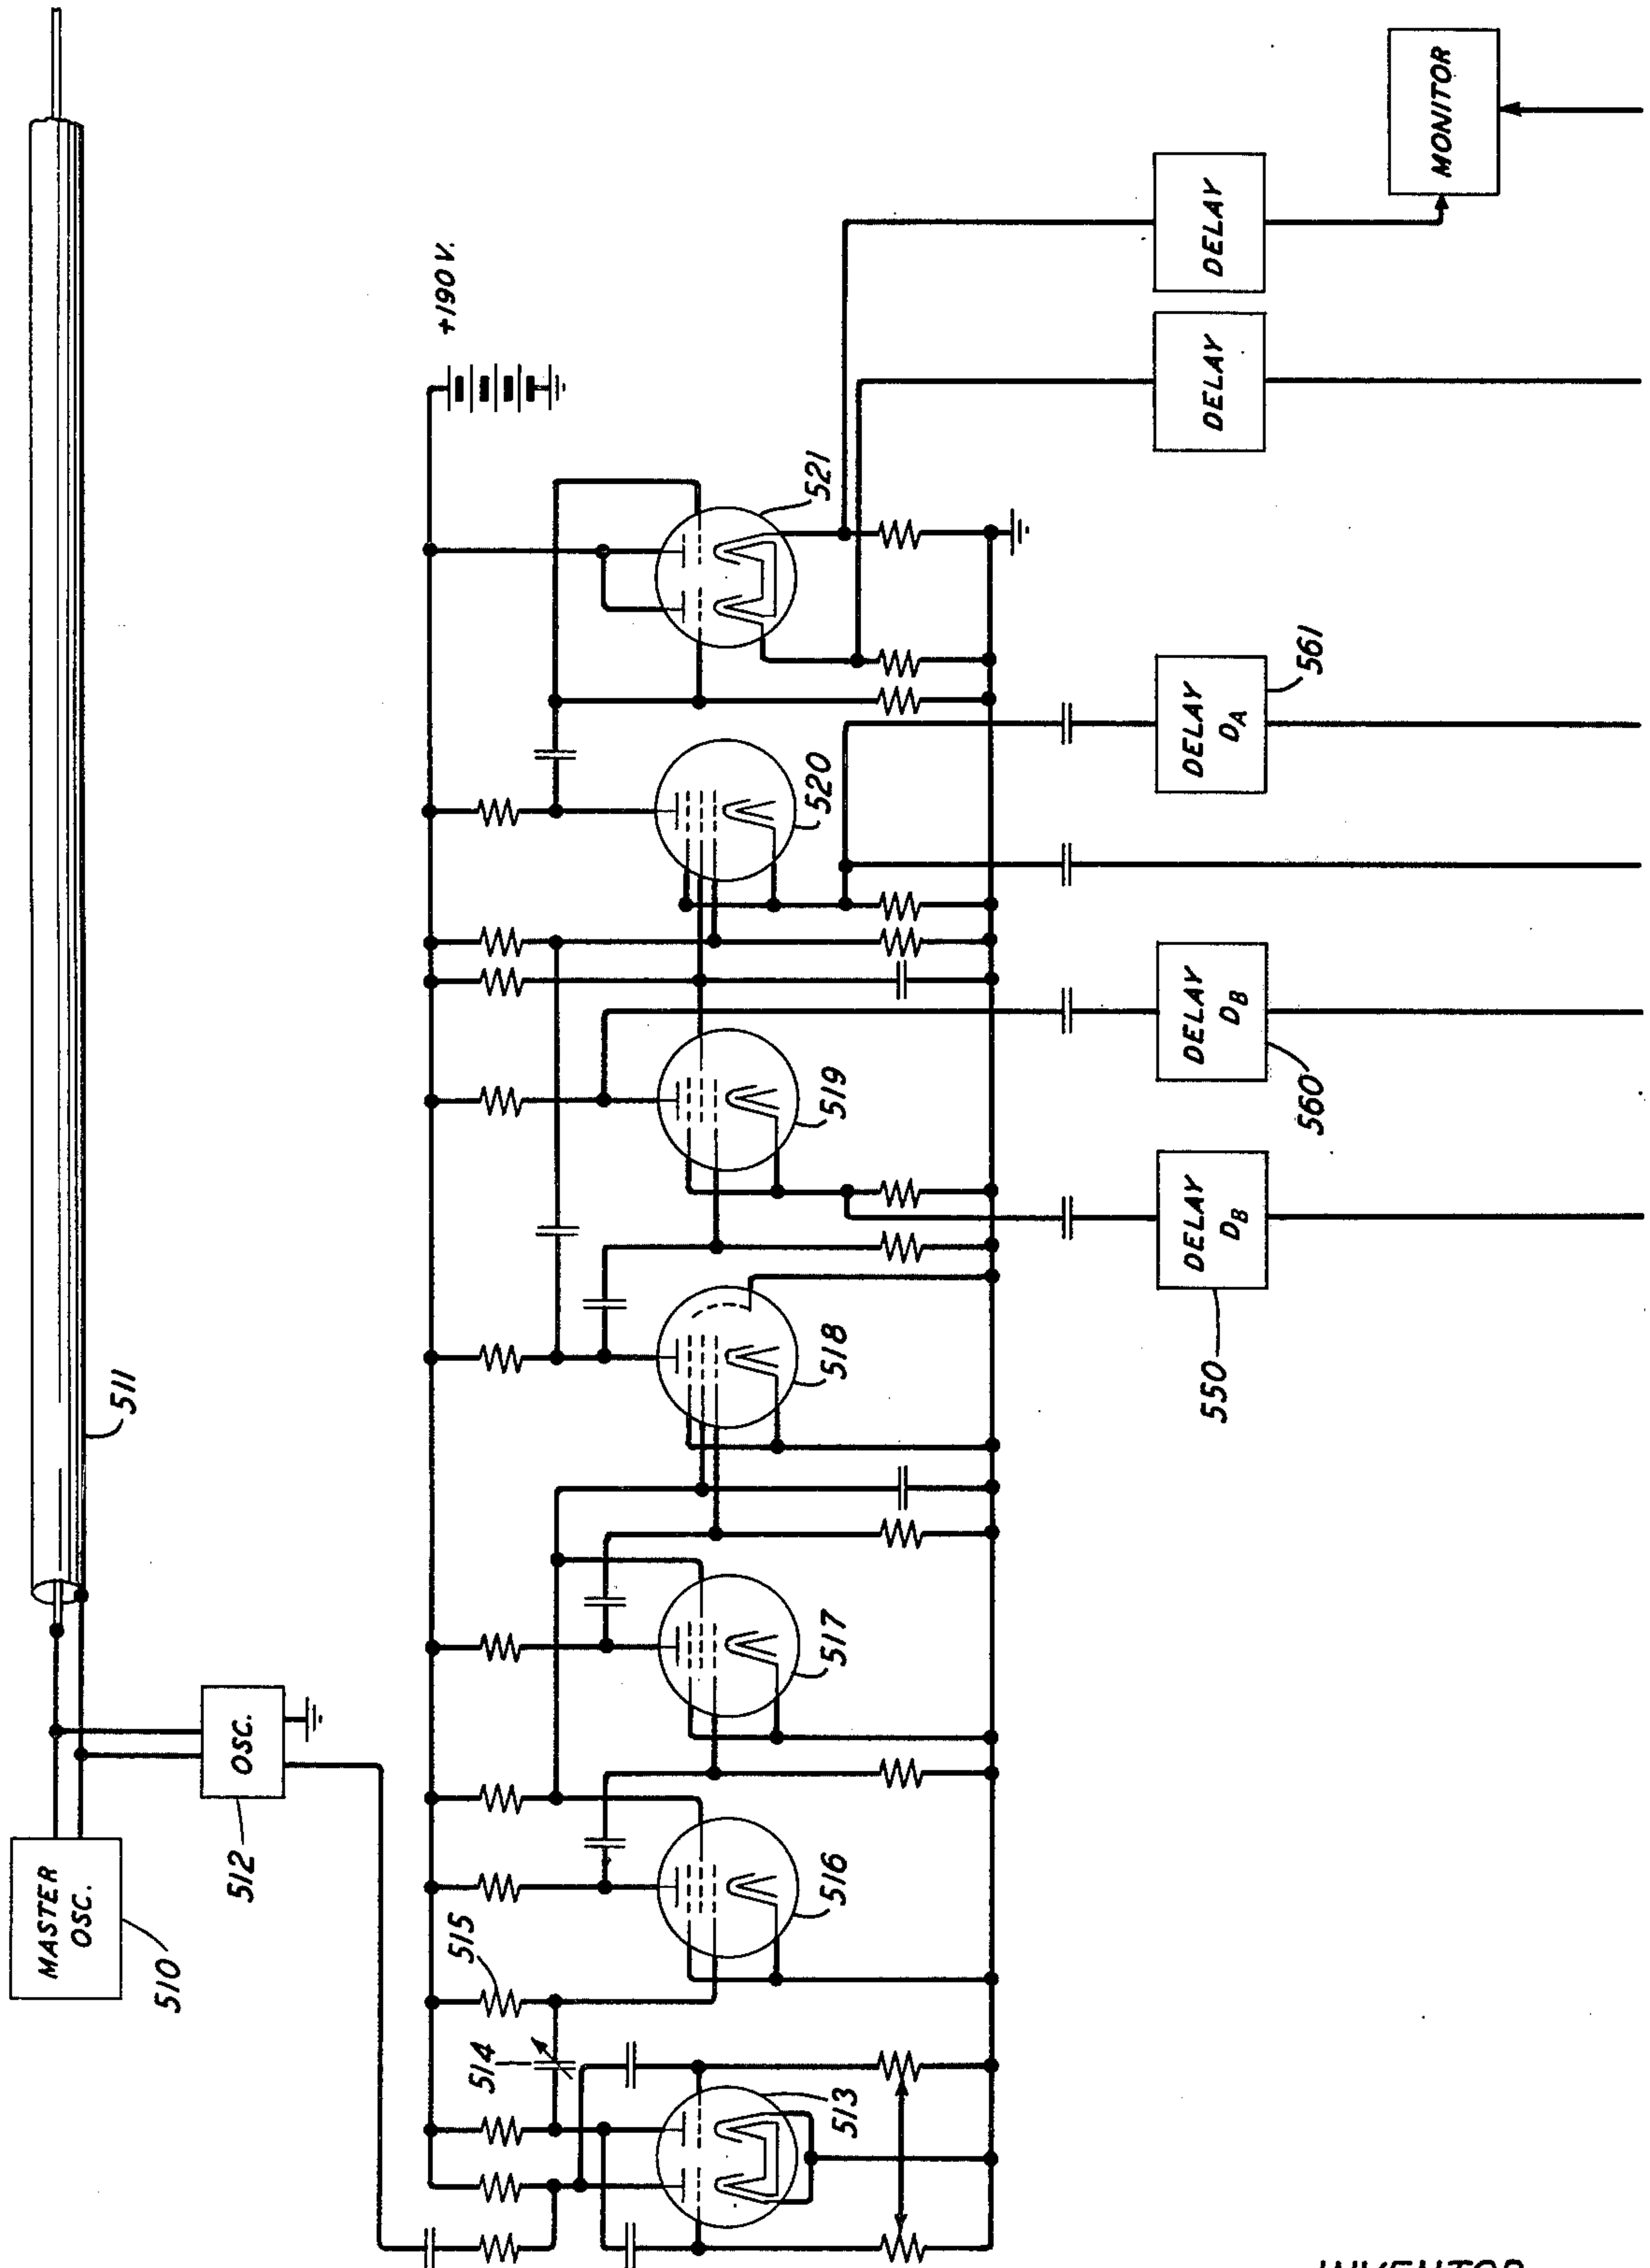 MASTER
OSC.
510
511
OSC.
512
+190 V.
513
514
515
516
517
518
519
520
521
DELAY
DB
550
DELAY
DB
560
DELAY
DA
561
DELAY
DELAY
MONITOR